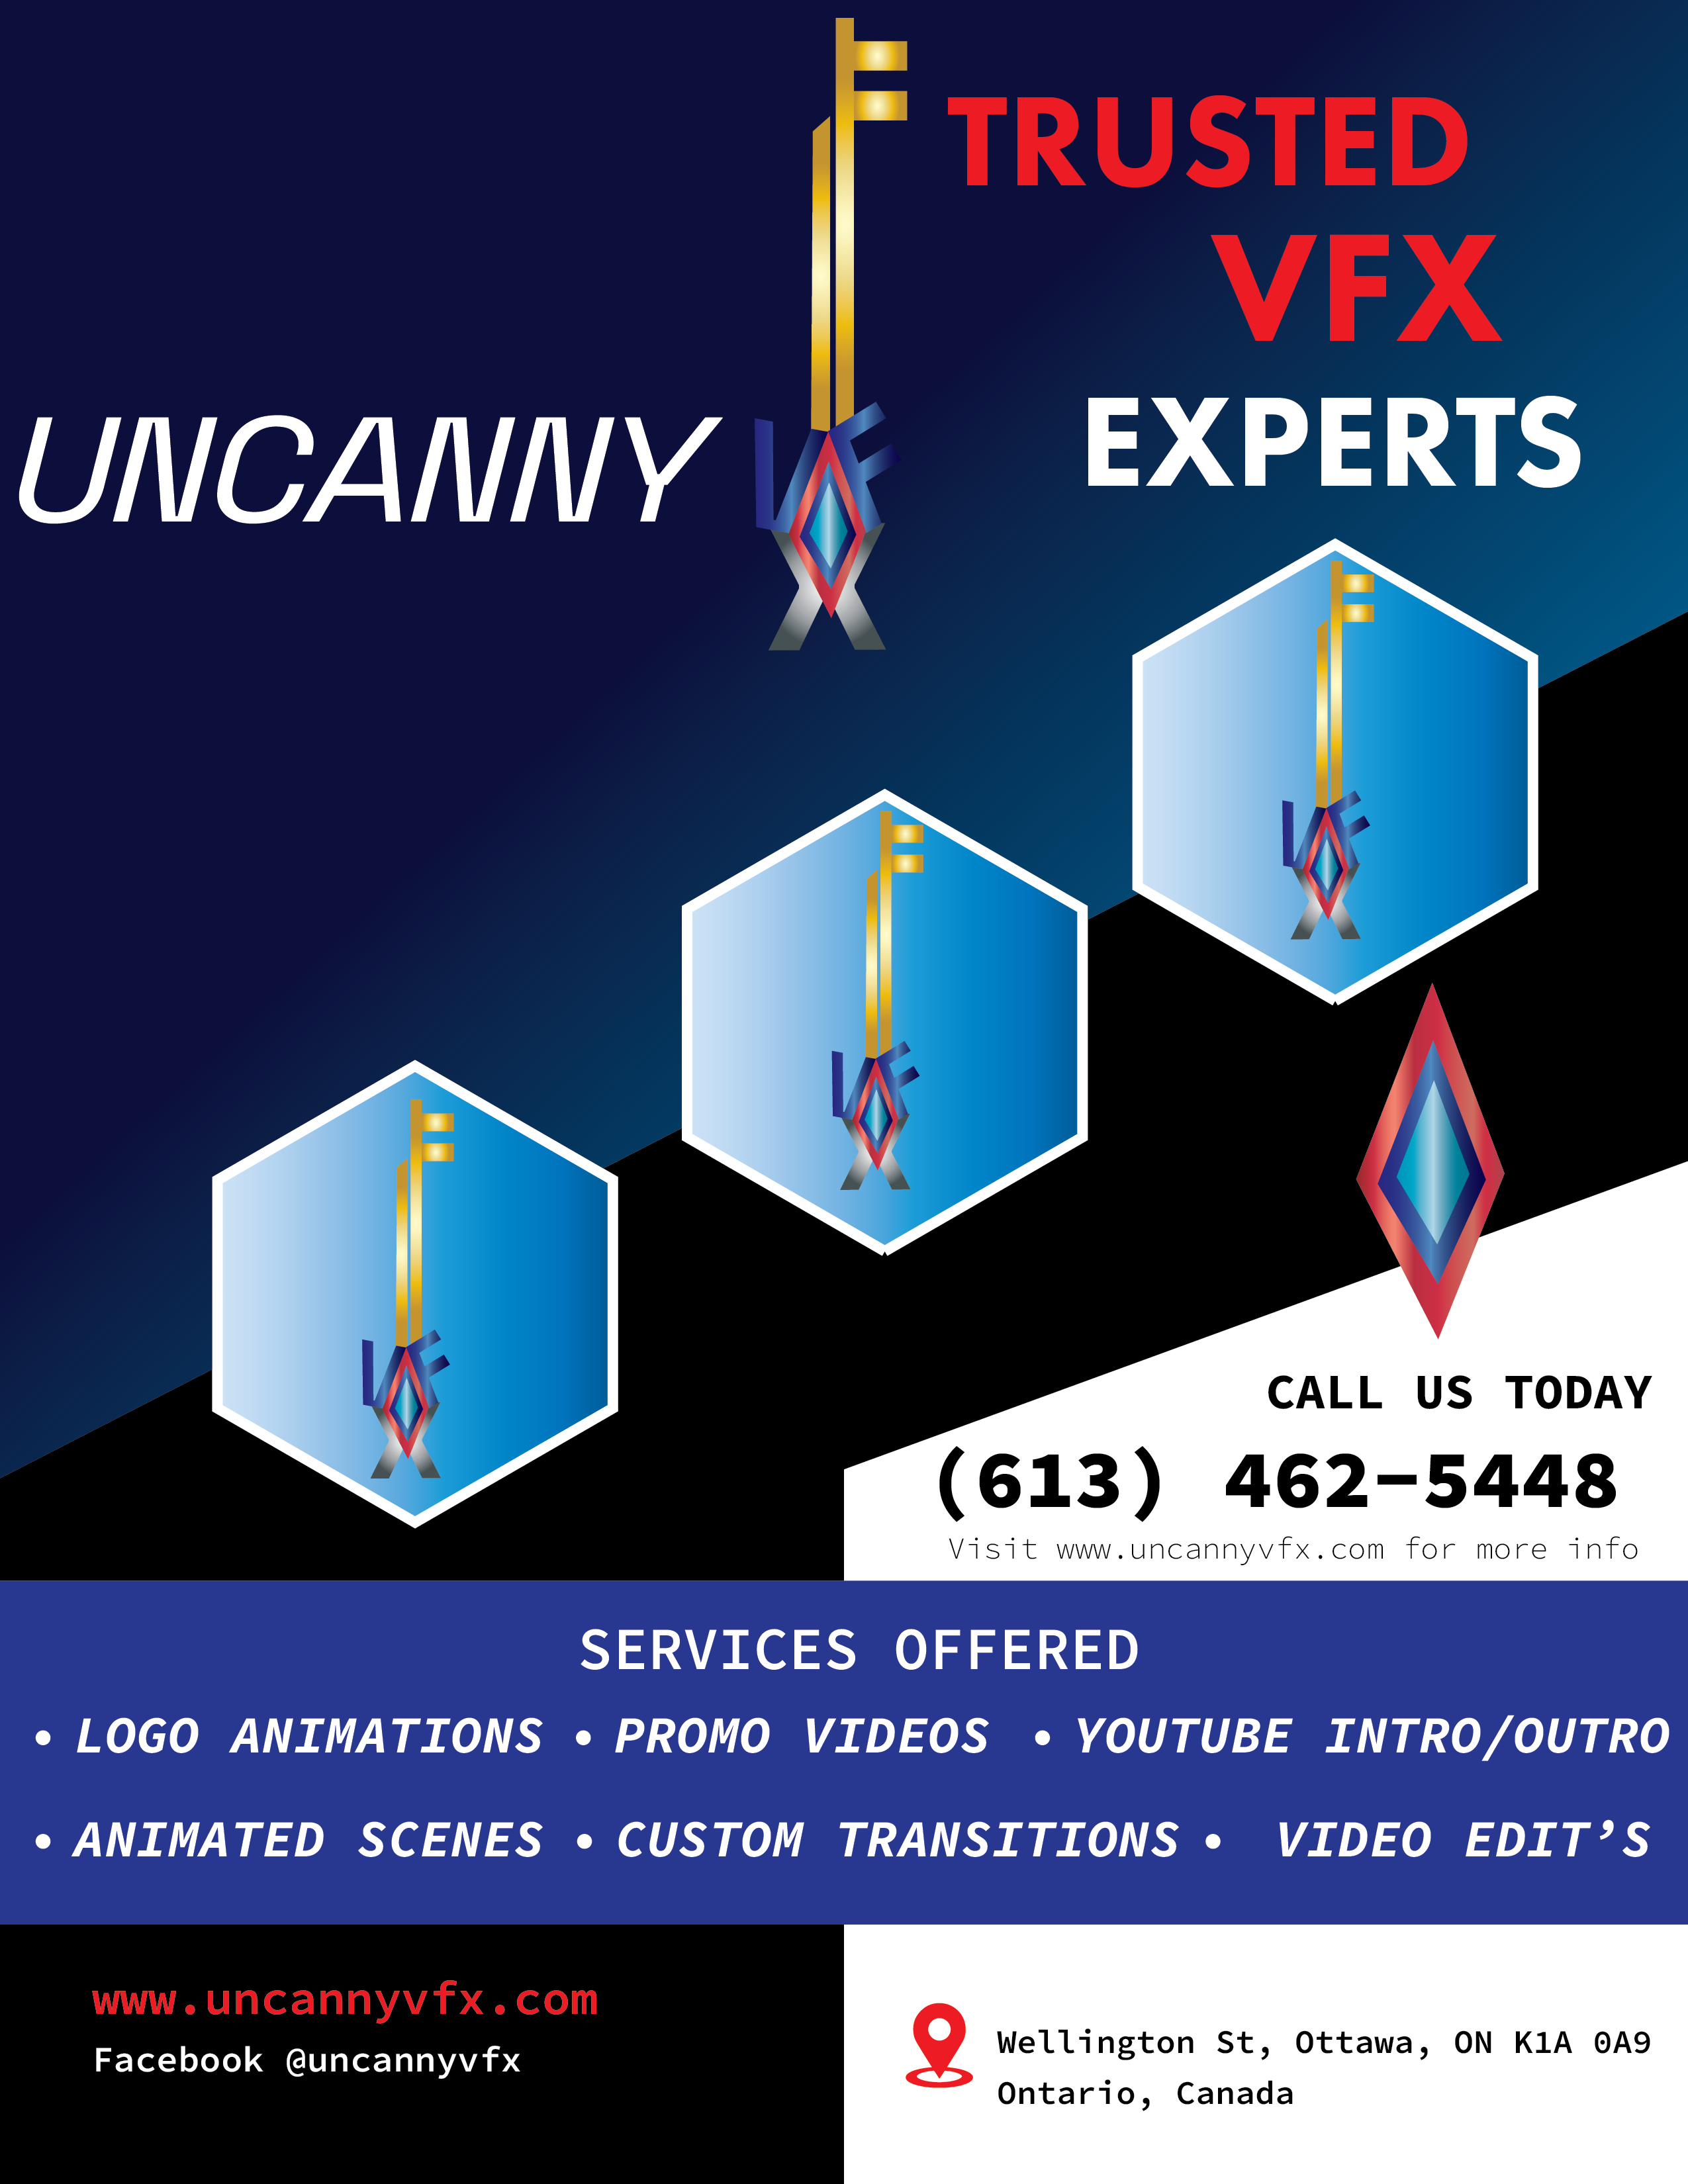 TRUSTED
VFX
EXPERTS
UNCANNY
CALL US TODAY
(613) 462-5448
Visit www.uncannyvfx.com for more info
SERVICES OFFERED
• LOGO ANIMATIONS • PROMO VIDEOS • YOUTUBE INTRO/OUTRO
• ANIMATED SCENES • CUSTOM TRANSITIONS • VIDEO EDIT’S
www.uncannyvfx.com
Facebook @uncannyvfx
Wellington St, Ottawa, ON K1A 0A9
Ontario, Canada